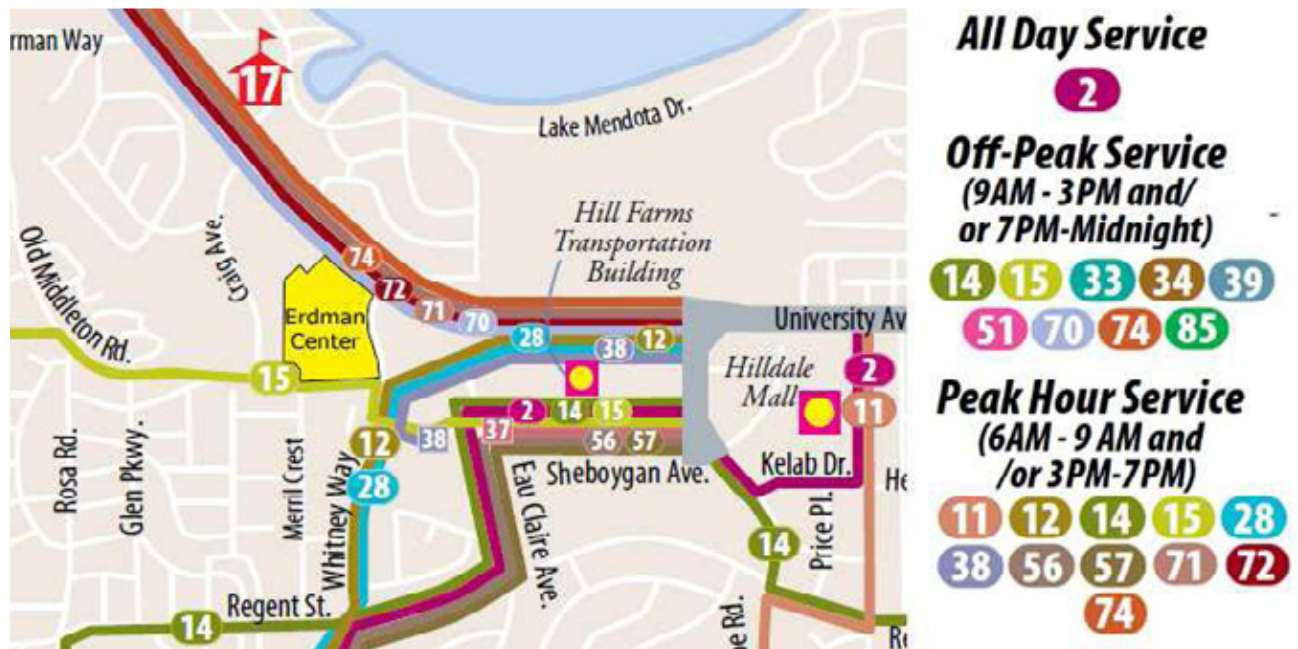 rman Way
17
Lake Mendota Dr.
Old Middleton Rd.
Craig Ave.
Hill Farms
Transportation
Building
74
72
71
70
Erdman
Center
28
38
12
University Av
Hilldale
Mall
2
11
15
2
14
15
37
38
12
56
57
28
Sheboygan Ave.
Kelab Dr.
He
Rosa Rd.
Glen Pkwy.
Merril Crest
Whitney Way
Eau Claire Ave.
14
Price Pl.
Regent St.
14
oe Rd.
Re
All Day Service
2
Off-Peak Service
(9AM - 3PM and/
or 7PM-Midnight)
14 15 33 34 39
51 70 74 85
Peak Hour Service
(6AM - 9 AM and
/or 3PM-7PM)
11 12 14 15 28
38 56 57 71 72
74